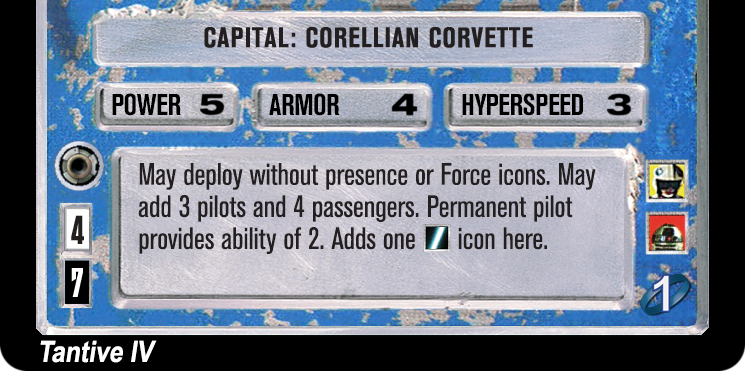 CAPITAL: CORELLIAN CORVETTE
POWER 5 ARMOR 4 HYPERSPEED 3
May deploy without presence or Force icons. May
add 3 pilots and 4 passengers. Permanent pilot
provides ability of 2. Adds one icon here.
4
7
1
Tantive IV